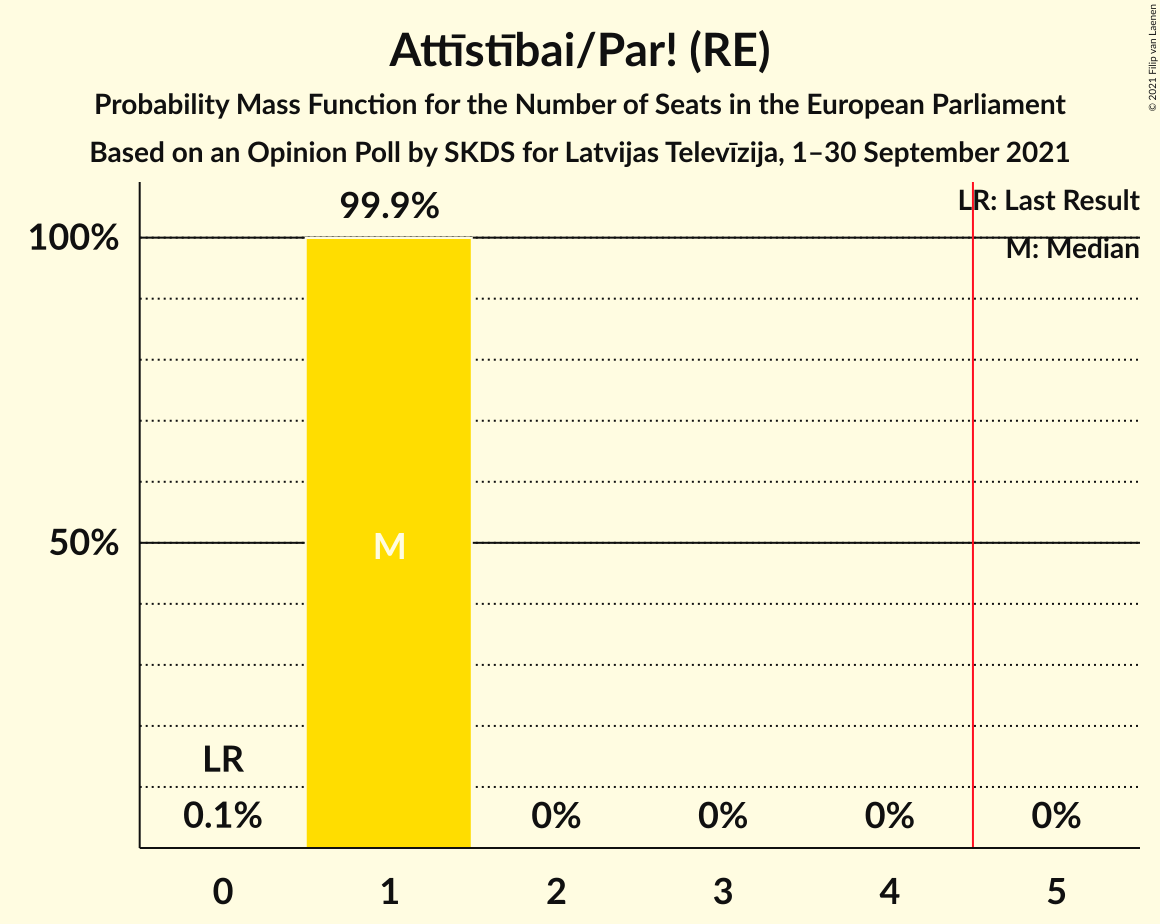 Attīstībai/Par! (RE)
Probability Mass Function for the Number of Seats in the European Parliament
Based on an Opinion Poll by SKDS for Latvijas Televīzija, 1–30 September 2021
© 2021 Filip van Laenen
LR: Last Result
M: Median
99.9%
100%
50%
M
LR
0.1%
0%
0%
0%
0%
0
1
2
3
4
5